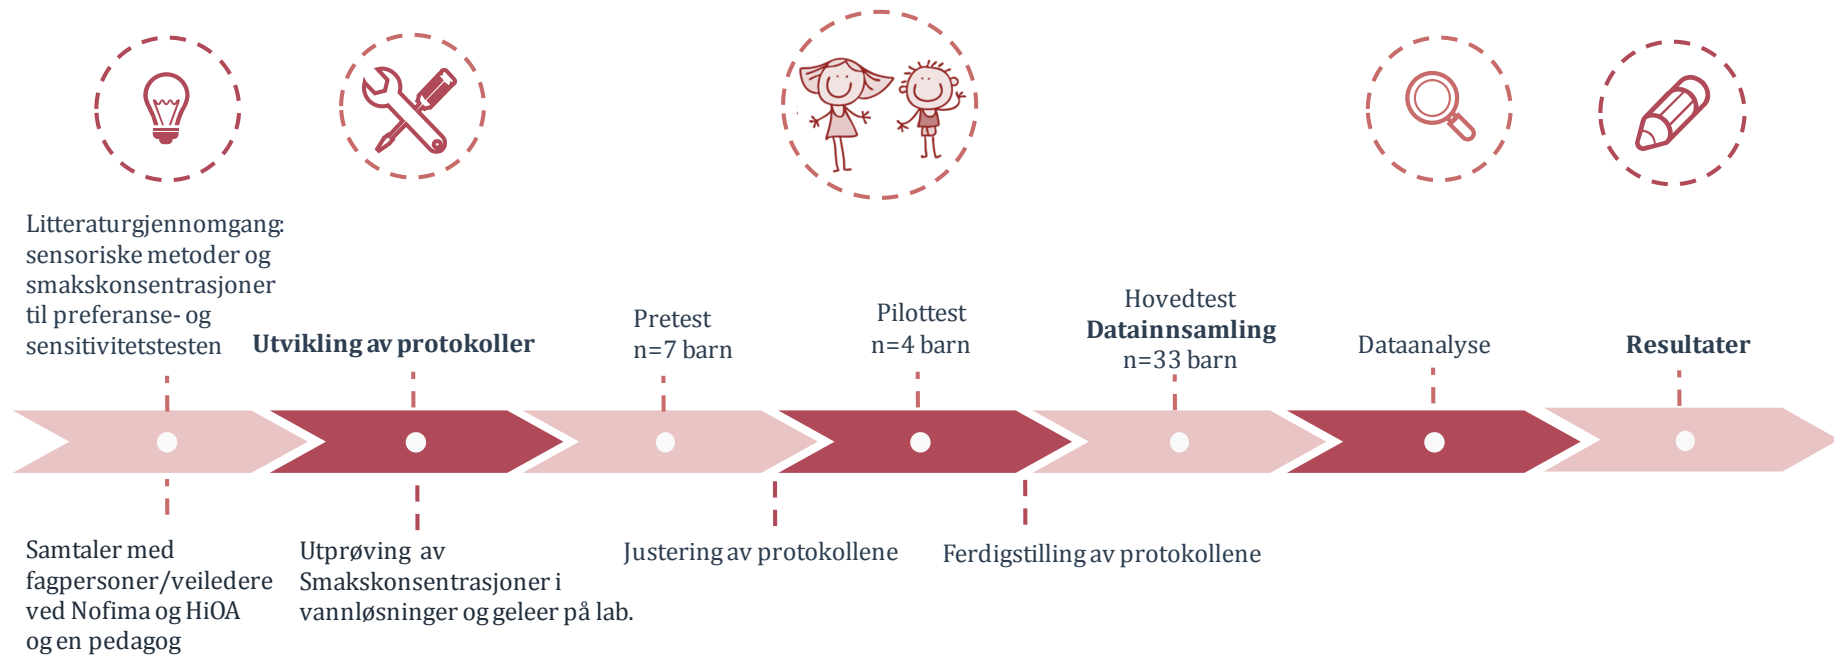 Litteraturgjennomgang:
sensoriske metoder og
smakskonsentrasjoner
til preferanse- og
sensitivitetstesten
Utvikling av protokoller
Pretest
n=7 barn
Pilottest
n=4 barn
Hovedtest
Datainnsamling
n=33 barn
Dataanalyse
Resultater
Samtaler med
fagpersoner/veiledere
ved Nofima og HiOA
og en pedagog
Utprøving av
Smakskonsentrasjoner i
vannløsninger og geleer på lab.
Justering av protokollene
Ferdigstilling av protokollene